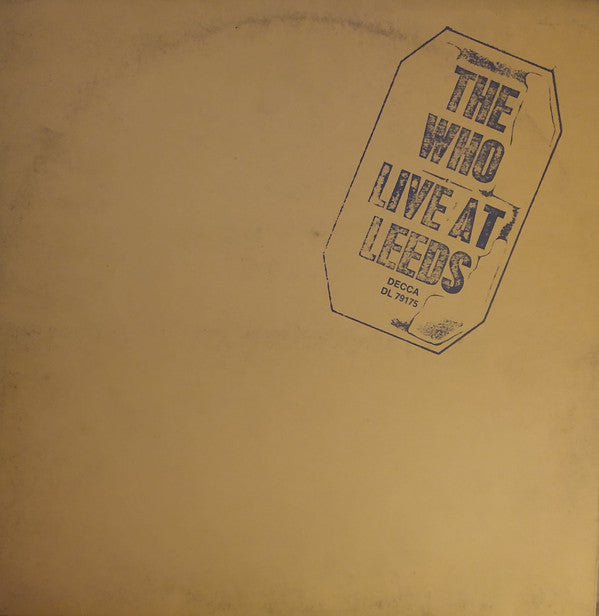 THE
WHO
LIVE AT
LEEDS
DECCA
DL 79175